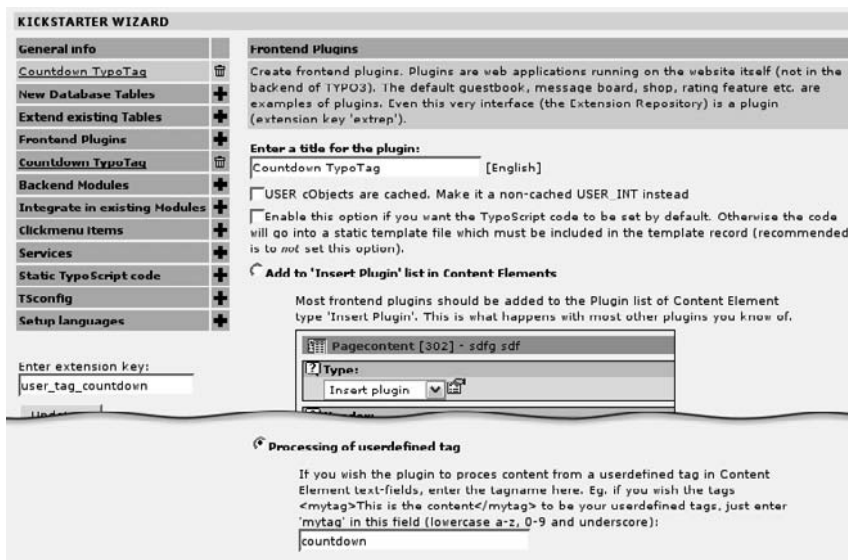 KICKSTARTER WIZARD
General info
Countdown TypoTag
New Database Tables
Extend existing Tables
Frontend Plugins
Countdown TypoTag
Backend Modules
Integrate in existing Modules
Clickmenu Items
Services
Static TypoScript code
TSconfig
Setup languages
Enter extension key:
user_tag_countdown
Frontend Plugins
Create frontend plugins. Plugins are web applications running on the website itself (not in the
backend of TYPO3). The default guestbook, message board, shop, rating feature etc. are
examples of plugins. Even this very interface (the Extension Repository) is a plugin
(extension key 'extrep').
Enter a title for the plugin:
Countdown TypoTag [English]
USER cObjects are cached. Make it a non-cached USER_INT instead
Enable this option if you want the TypoScript code to be set by default. Otherwise the code
will go into a static template file which must be included in the template record (recommended
is to not set this option).
Add to 'Insert Plugin' list in Content Elements
Most frontend plugins should be added to the Plugin list of Content Element
type 'Insert Plugin'. This is what happens with most other plugins you know of.
Pagecontent [302] - sdfg sdf
Type:
Insert plugin
Processing of userdefined tag
If you wish the plugin to proces content from a userdefined tag in Content
Element text-fields, enter the tagname here. Eg. if you wish the tags
<mytag>This is the content</mytag> to be your userdefined tags, just enter
'mytag' in this field (lowercase a-z, 0-9 and underscore):
countdown